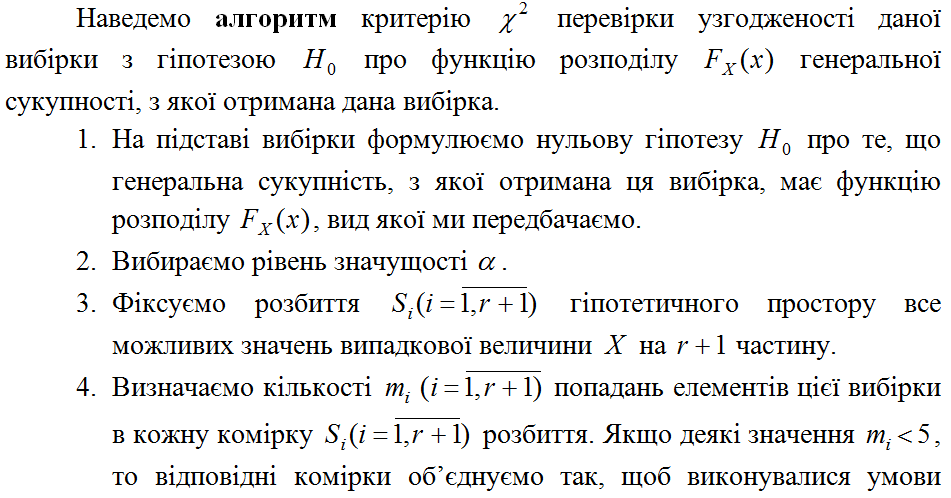 Наведемо алгоритм критерію χ² перевірки узгодженості даної
вибірки з гіпотезою H₀ про функцію розподілу F_X(x) генеральної
сукупності, з якої отримана дана вибірка.
1. На підставі вибірки формулюємо нульову гіпотезу H₀ про те, що
генеральна сукупність, з якої отримана ця вибірка, має функцію
розподілу F_X(x), вид якої ми передбачаємо.
2. Вибираємо рівень значущості α.
3. Фіксуємо розбиття S_i(i = \overline{1,r+1}) гіпотетичного простору все
можливих значень випадкової величини X на r+1 частину.
4. Визначаємо кількості m_i (i = \overline{1,r+1}) попадань елементів цієї вибірки
в кожну комірку S_i(i = \overline{1,r+1}) розбиття. Якщо деякі значення m_i < 5,
то відповідні комірки об’єднуємо так, щоб виконувалися умови